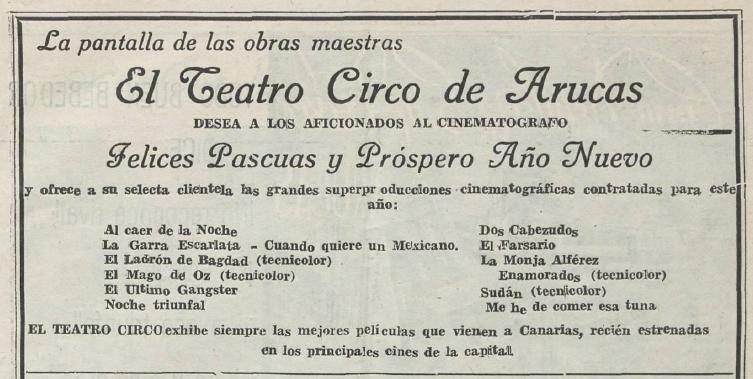 La pantalla de las obras maestras
El Teatro Circo de Arucas
DESEA A LOS AFICIONADOS AL CINEMATOGRAFO
Felices Pascuas y Próspero Año Nuevo
y ofrece a su selecta clientela las grandes superpr oducciones cinematográficas contratadas para este
año:
Al caer de la Noche
La Garra Escarlata - Cuando quiere un Mexicano.
El Ladrón de Bagdad (tecnicolor)
El Mago de Oz (tecnicolor)
El Ultimo Gangster
Noche triunfal
Dos Cabezudos
El Farsario
La Monja Alférez
Enamorados (tecnicolor)
Sudán (tecnicolor)
Me he de comer esa tuna
EL TEATRO CIRCO exhibe siempre las mejores películas que vienen a Canarias, recién estrenadas
en los principales cines de la capital.